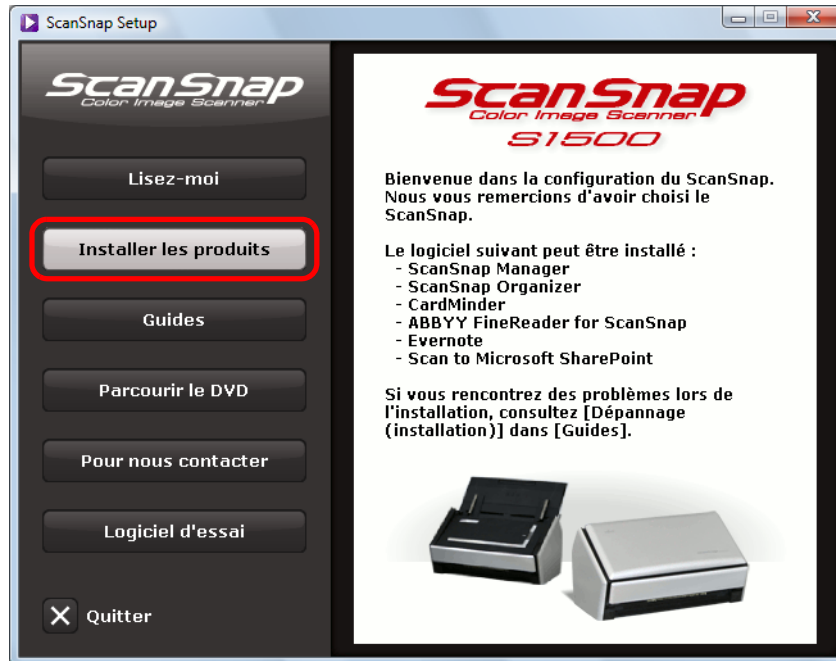 ScanSnap Setup
ScanSnap
Color Image Scanner
Lisez-moi
Installer les produits
Guides
Parcourir le DVD
Pour nous contacter
Logiciel d'essai
Quitter
ScanSnap
Color Image Scanner
S1500
Bienvenue dans la configuration du ScanSnap.
Nous vous remercions d'avoir choisi le
ScanSnap.
Le logiciel suivant peut être installé :
- ScanSnap Manager
- ScanSnap Organizer
- CardMinder
- ABBYY FineReader for ScanSnap
- Evernote
- Scan to Microsoft SharePoint
Si vous rencontrez des problèmes lors de
l'installation, consultez [Dépannage
(installation)] dans [Guides].